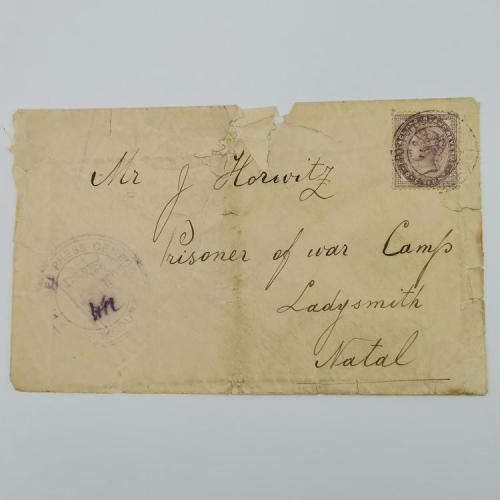 Mr J Horwitz
Prisoner of war Camp
Ladysmith
Natal